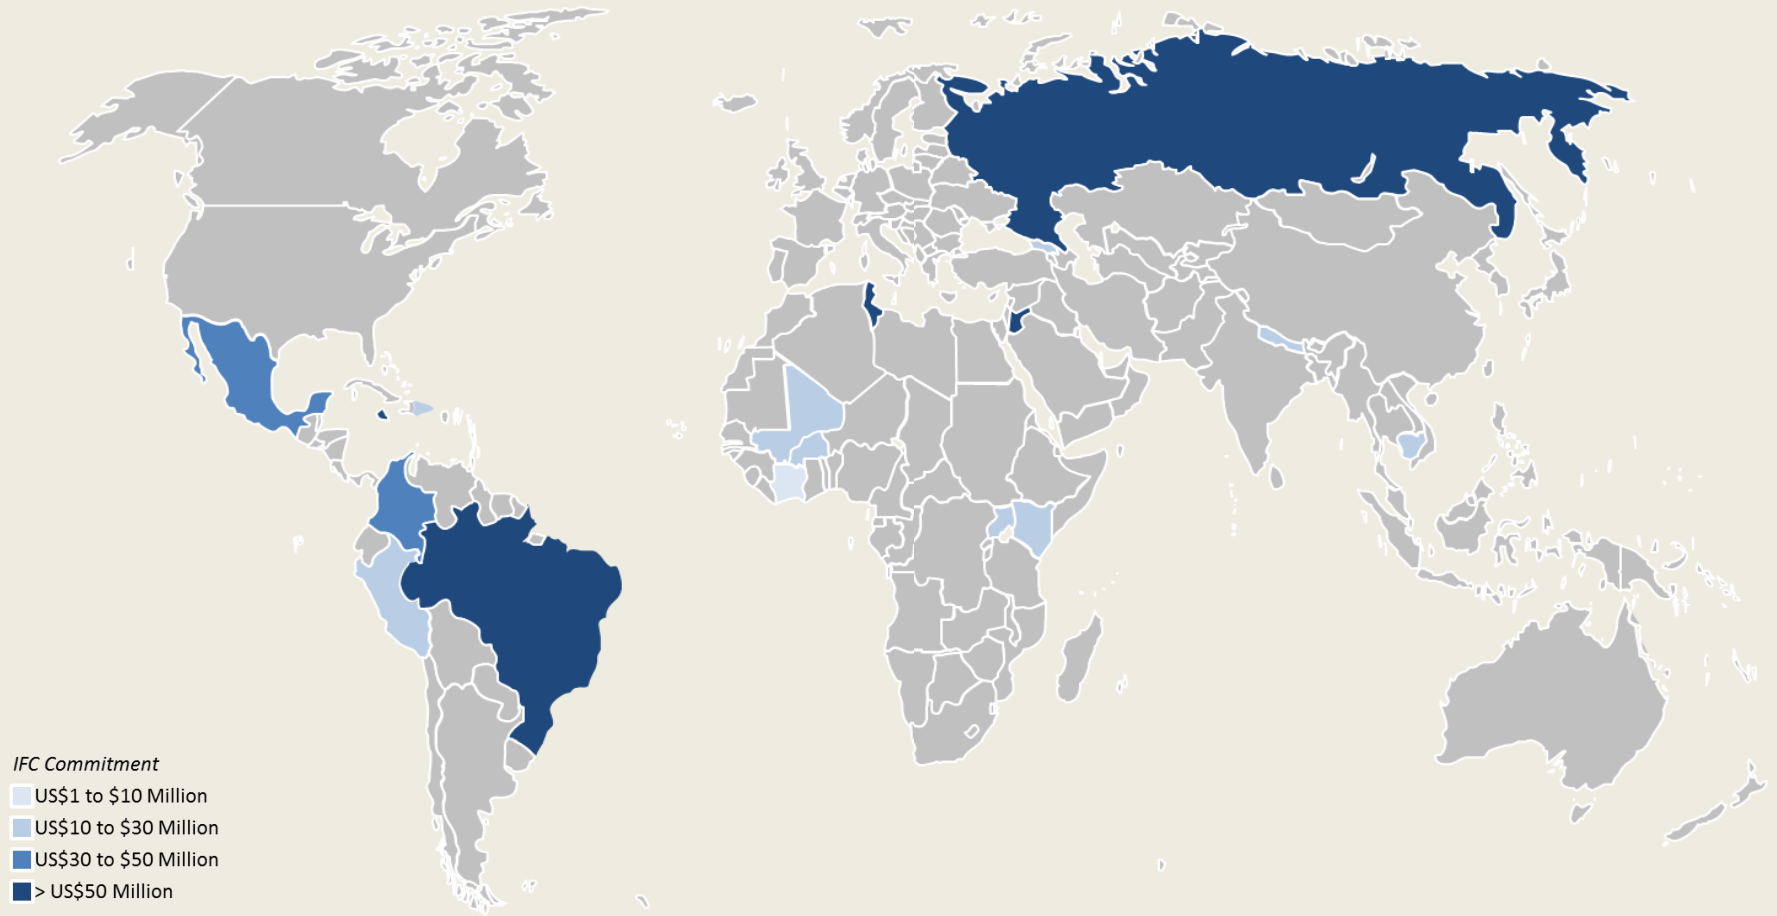 IFC Commitment
US$1 to $10 Million
US$10 to $30 Million
US$30 to $50 Million
> US$50 Million